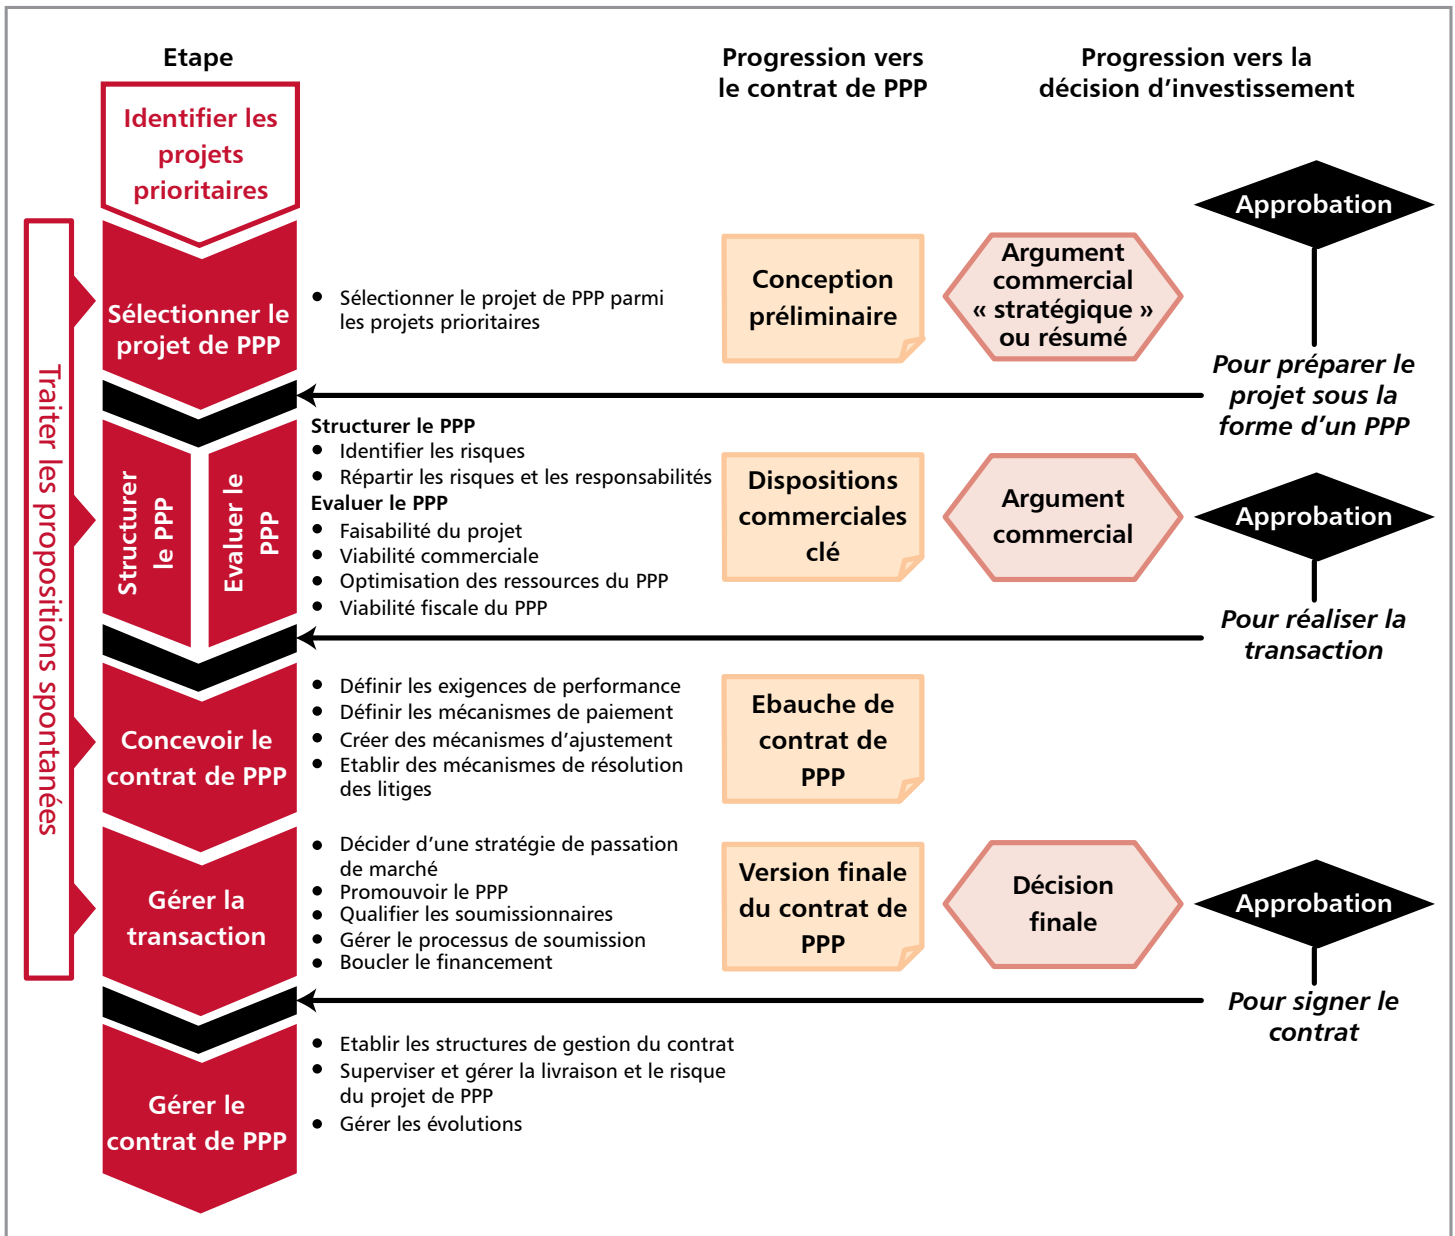 Etape
Progression vers
le contrat de PPP
Progression vers la
décision d'investissement
Identifier les
projets
prioritaires
Traiter les propositions spontanées
Sélectionner le
projet de PPP
• Sélectionner le projet de PPP parmi
les projets prioritaires
Conception
préliminaire
Argument
commercial
« stratégique »
ou résumé
Approbation
Pour préparer le
projet sous la
forme d'un PPP
Structurer
le PPP
Evaluer le
PPP
Structurer le PPP
• Identifier les risques
• Répartir les risques et les responsabilités
Evaluer le PPP
• Faisabilité du projet
• Viabilité commerciale
• Optimisation des ressources du PPP
• Viabilité fiscale du PPP
Dispositions
commerciales
clé
Argument
commercial
Approbation
Pour réaliser la
transaction
Concevoir le
contrat de PPP
• Définir les exigences de performance
• Définir les mécanismes de paiement
• Créer des mécanismes d'ajustement
• Etablir des mécanismes de résolution
des litiges
Ebauche de
contrat de
PPP
Gérer la
transaction
• Décider d'une stratégie de passation
de marché
• Promouvoir le PPP
• Qualifier les soumissionnaires
• Gérer le processus de soumission
• Boucler le financement
Version finale
du contrat de
PPP
Décision
finale
Approbation
Pour signer le
contrat
Gérer le
contrat de PPP
• Etablir les structures de gestion du contrat
• Superviser et gérer la livraison et le risque
du projet de PPP
• Gérer les évolutions